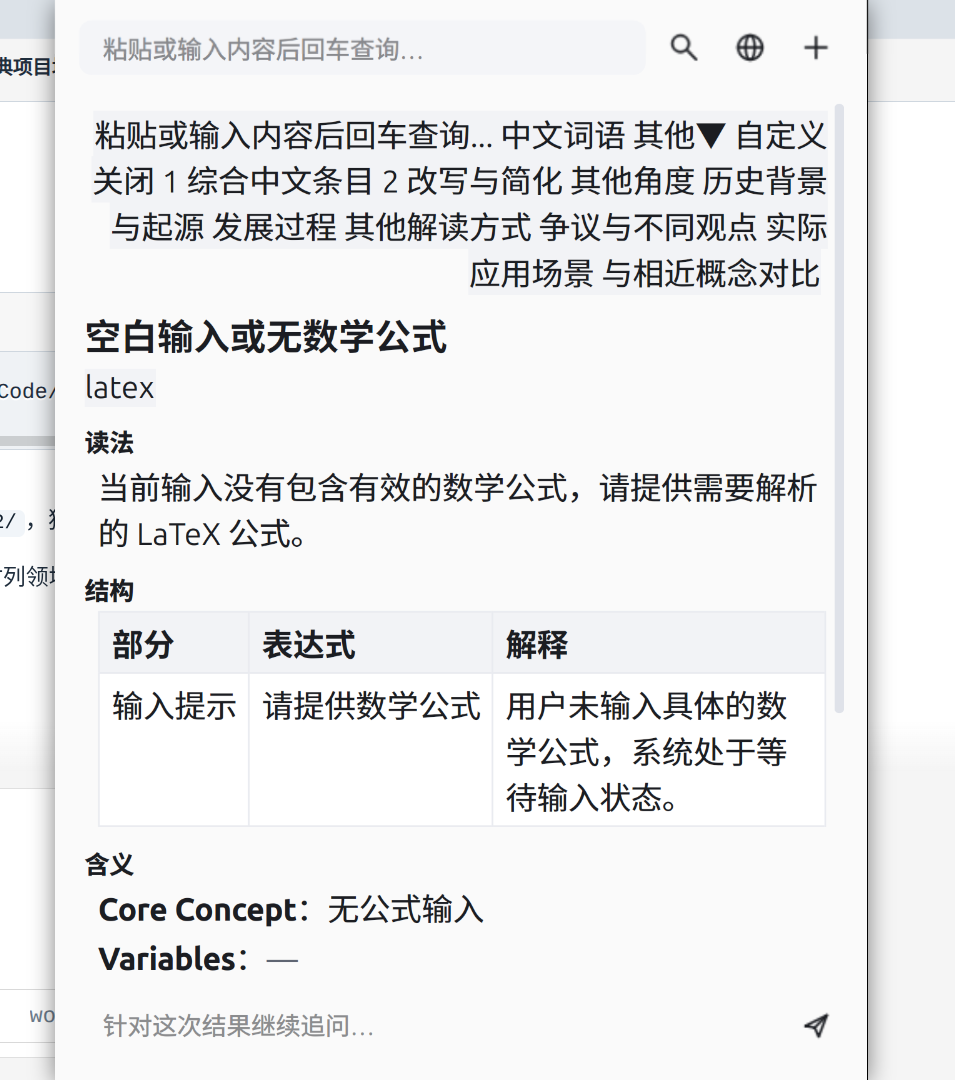 粘贴或输入内容后回车查询…
粘贴或输入内容后回车查询... 中文词语 其他▼ 自定义
关闭 1 综合中文条目 2 改写与简化 其他角度 历史背景
与起源 发展过程 其他解读方式 争议与不同观点 实际
应用场景 与相近概念对比
空白输入或无数学公式
latex
读法
当前输入没有包含有效的数学公式，请提供需要解析
的 LaTeX 公式。
结构
部分 表达式 解释
输入提示 请提供数学公式 用户未输入具体的数
学公式，系统处于等
待输入状态。
含义
Core Concept：无公式输入
Variables：—
针对这次结果继续追问…
典项目
Code/
2/ ，
列领
wo